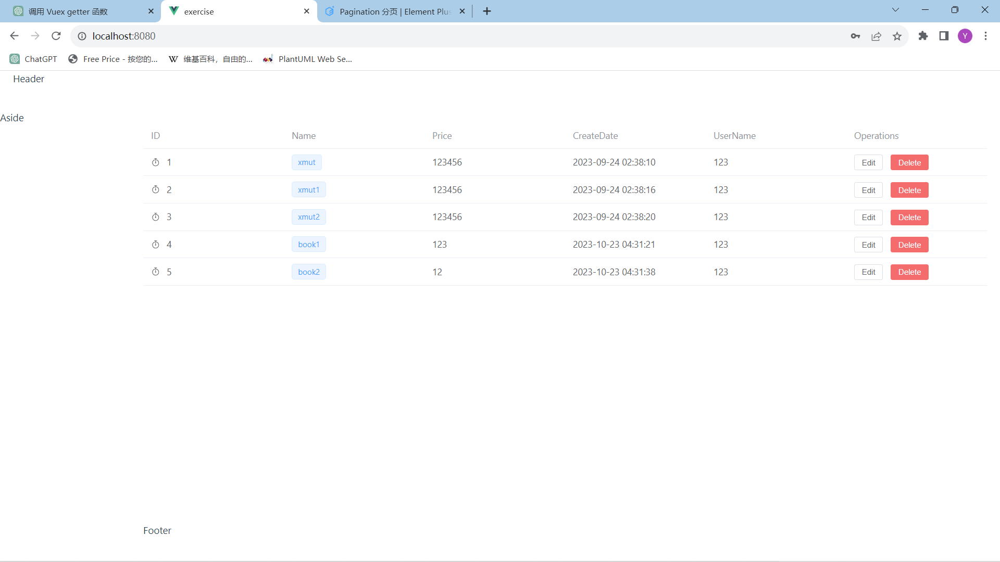 调用 Vuex getter 函数
exercise
Pagination 分页 | Element Plus
localhost:8080
Y
ChatGPT
Free Price - 按您的...
W 维基百科，自由的...
PlantUML Web Se...
Header
Aside
ID Name Price CreateDate UserName Operations
1 xmut 123456 2023-09-24 02:38:10 123 Edit Delete
2 xmut1 123456 2023-09-24 02:38:16 123 Edit Delete
3 xmut2 123456 2023-09-24 02:38:20 123 Edit Delete
4 book1 123 2023-10-23 04:31:21 123 Edit Delete
5 book2 12 2023-10-23 04:31:38 123 Edit Delete
Footer